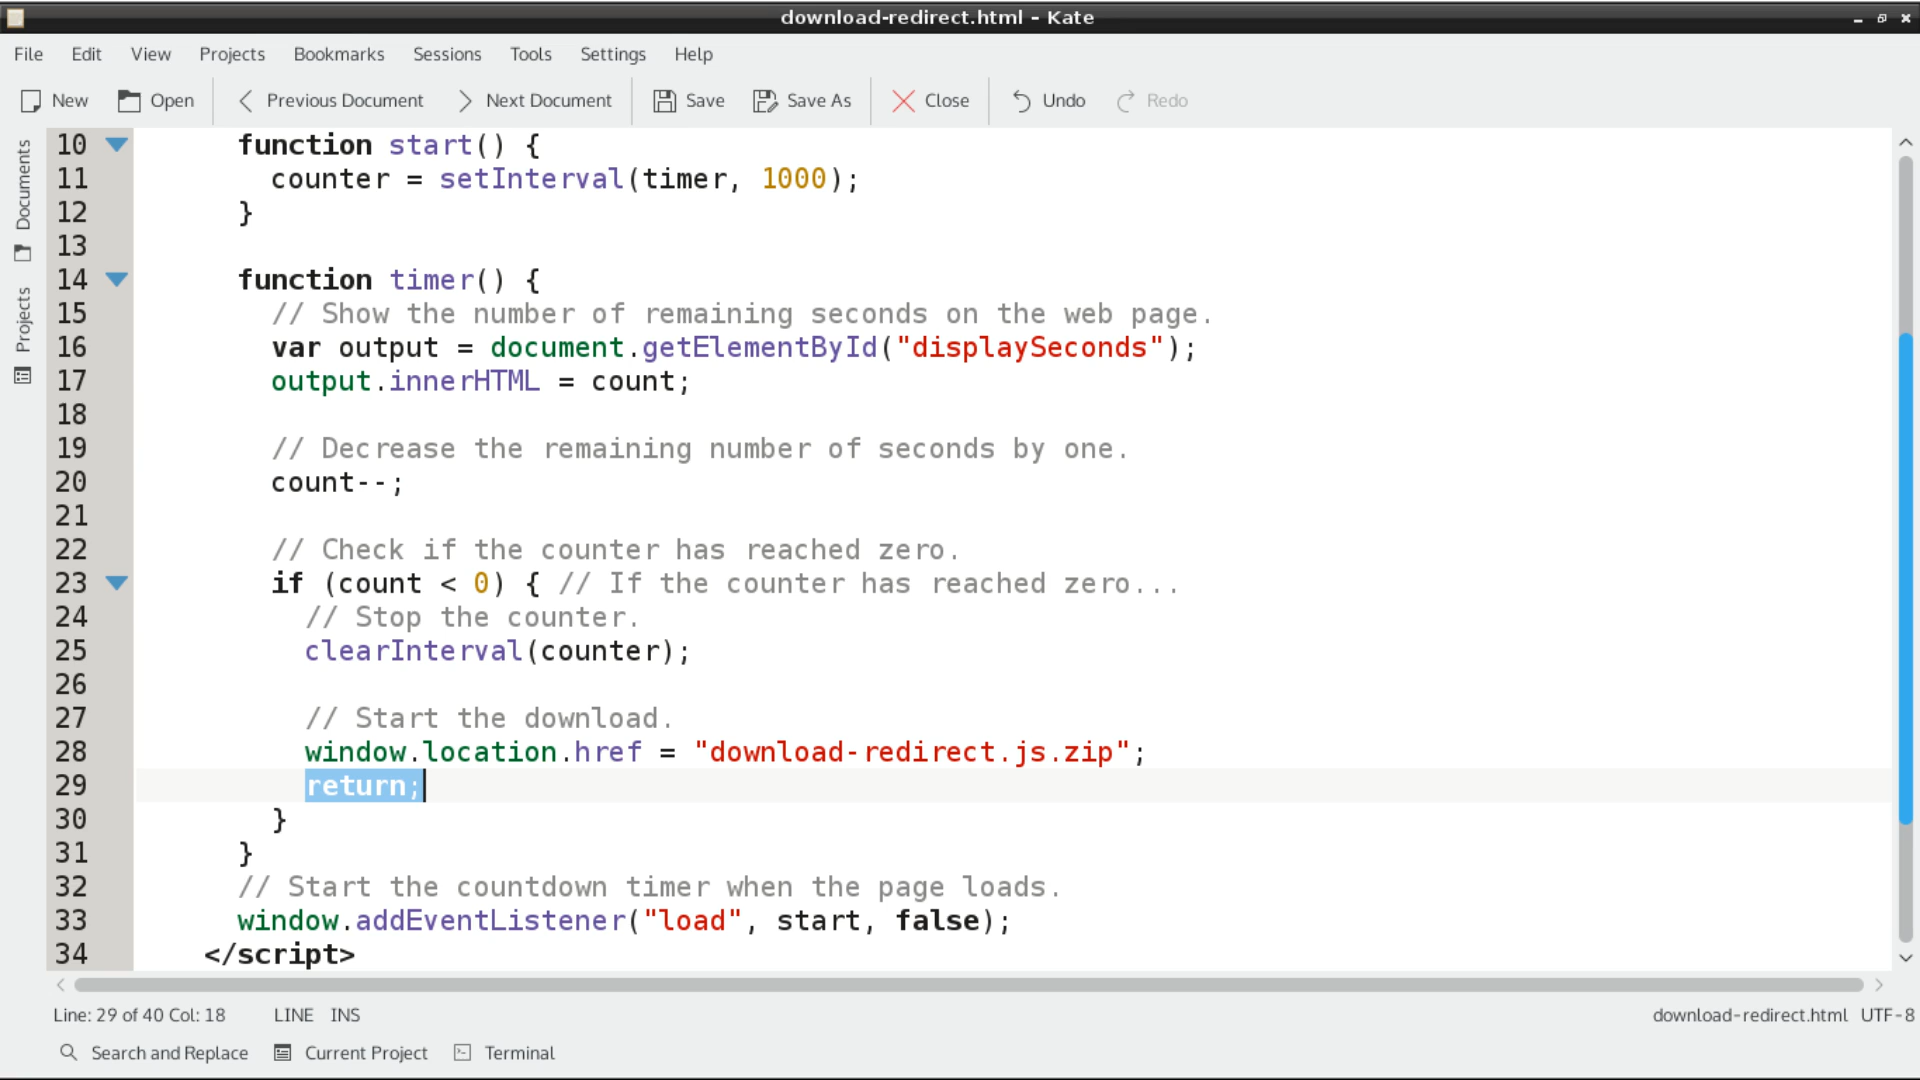 download-redirect.html - Kate
File Edit View Projects Bookmarks Sessions Tools Settings Help
New Open Previous Document Next Document Save Save As Close Undo Redo
Documents
Projects
10 function start() {
11 counter = setInterval(timer, 1000);
12 }
13
14 function timer() {
15 // Show the number of remaining seconds on the web page.
16 var output = document.getElementById("displaySeconds");
17 output.innerHTML = count;
18
19 // Decrease the remaining number of seconds by one.
20 count--;
21
22 // Check if the counter has reached zero.
23 if (count < 0) { // If the counter has reached zero...
24 // Stop the counter.
25 clearInterval(counter);
26
27 // Start the download.
28 window.location.href = "download-redirect.js.zip";
29 return;
30 }
31 }
32 // Start the countdown timer when the page loads.
33 window.addEventListener("load", start, false);
34 </script>
Line: 29 of 40 Col: 18 LINE INS download-redirect.html UTF-8
Search and Replace Current Project Terminal